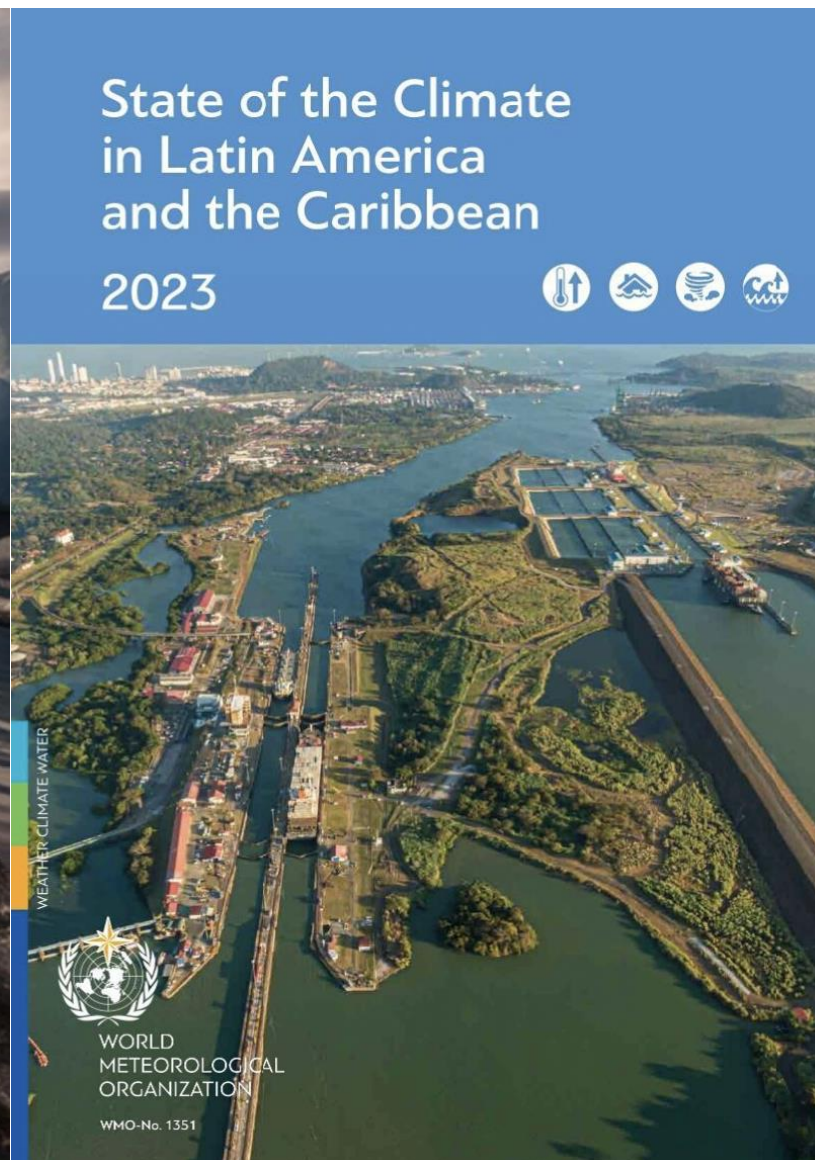 State of the Climate
in Latin America
and the Caribbean
2023
WEATHER CLIMATE WATER
WORLD
METEOROLOGICAL
ORGANIZATION
WMO-No. 1351